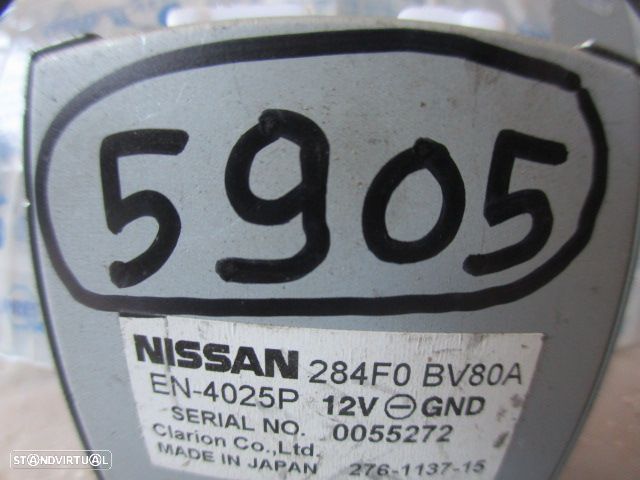 5905
NISSAN 284F0 BV80A
EN-4025P 12V ⊖ GND
SERIAL NO. 0055272
Clarion Co.,Ltd.
MADE IN JAPAN 276-1137-15
STANDVIRTUAL